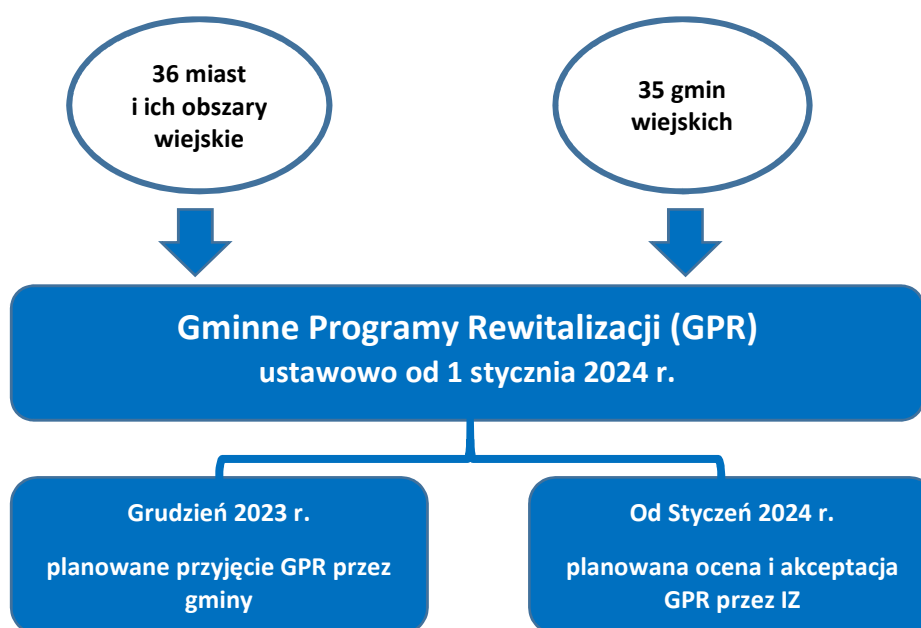 36 miast
i ich obszary
wiejskie
35 gmin
wiejskich
Gminne Programy Rewitalizacji (GPR)
ustawowo od 1 stycznia 2024 r.
Grudzień 2023 r.
planowane przyjęcie GPR przez
gminy
Od Styczeń 2024 r.
planowana ocena i akceptacja
GPR przez IZ